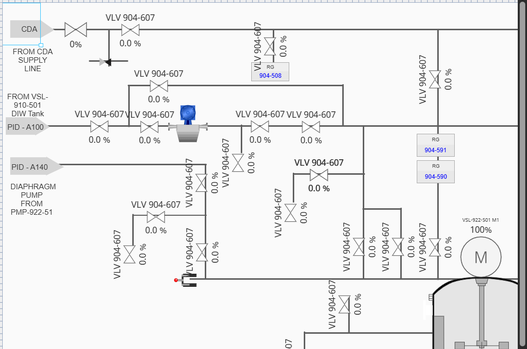 CDA
0%
VLV 904-607
0.0 %
FROM CDA
SUPPLY
LINE
VLV 904-607
0.0 %
RG
904-508
VLV 904-607
0.0 %
VLV 904-607
0.0 %
FROM VSL-
910-501
DIW Tank
PID - A100
VLV 904-607
0.0 %
VLV 904-607
0.0 %
VLV 904-607
0.0 %
VLV 904-607
0.0 %
VLV 904-607
0.0 %
RG
904-591
RG
904-590
PID - A140
DIAPHRAGM
PUMP
FROM
PMP-922-51
VLV 904-607
0.0 %
VLV 904-607
0.0 %
VLV 904-607
0.0 %
VLV 904-607
0.0 %
VLV 904-607
0.0 %
VLV 904-607
0.0 %
VLV 904-607
0.0 %
VLV 904-607
0.0 %
VLV 904-607
0.0 %
VSL-922-501 M1
100%
M
VLV 904-607
0.0 %